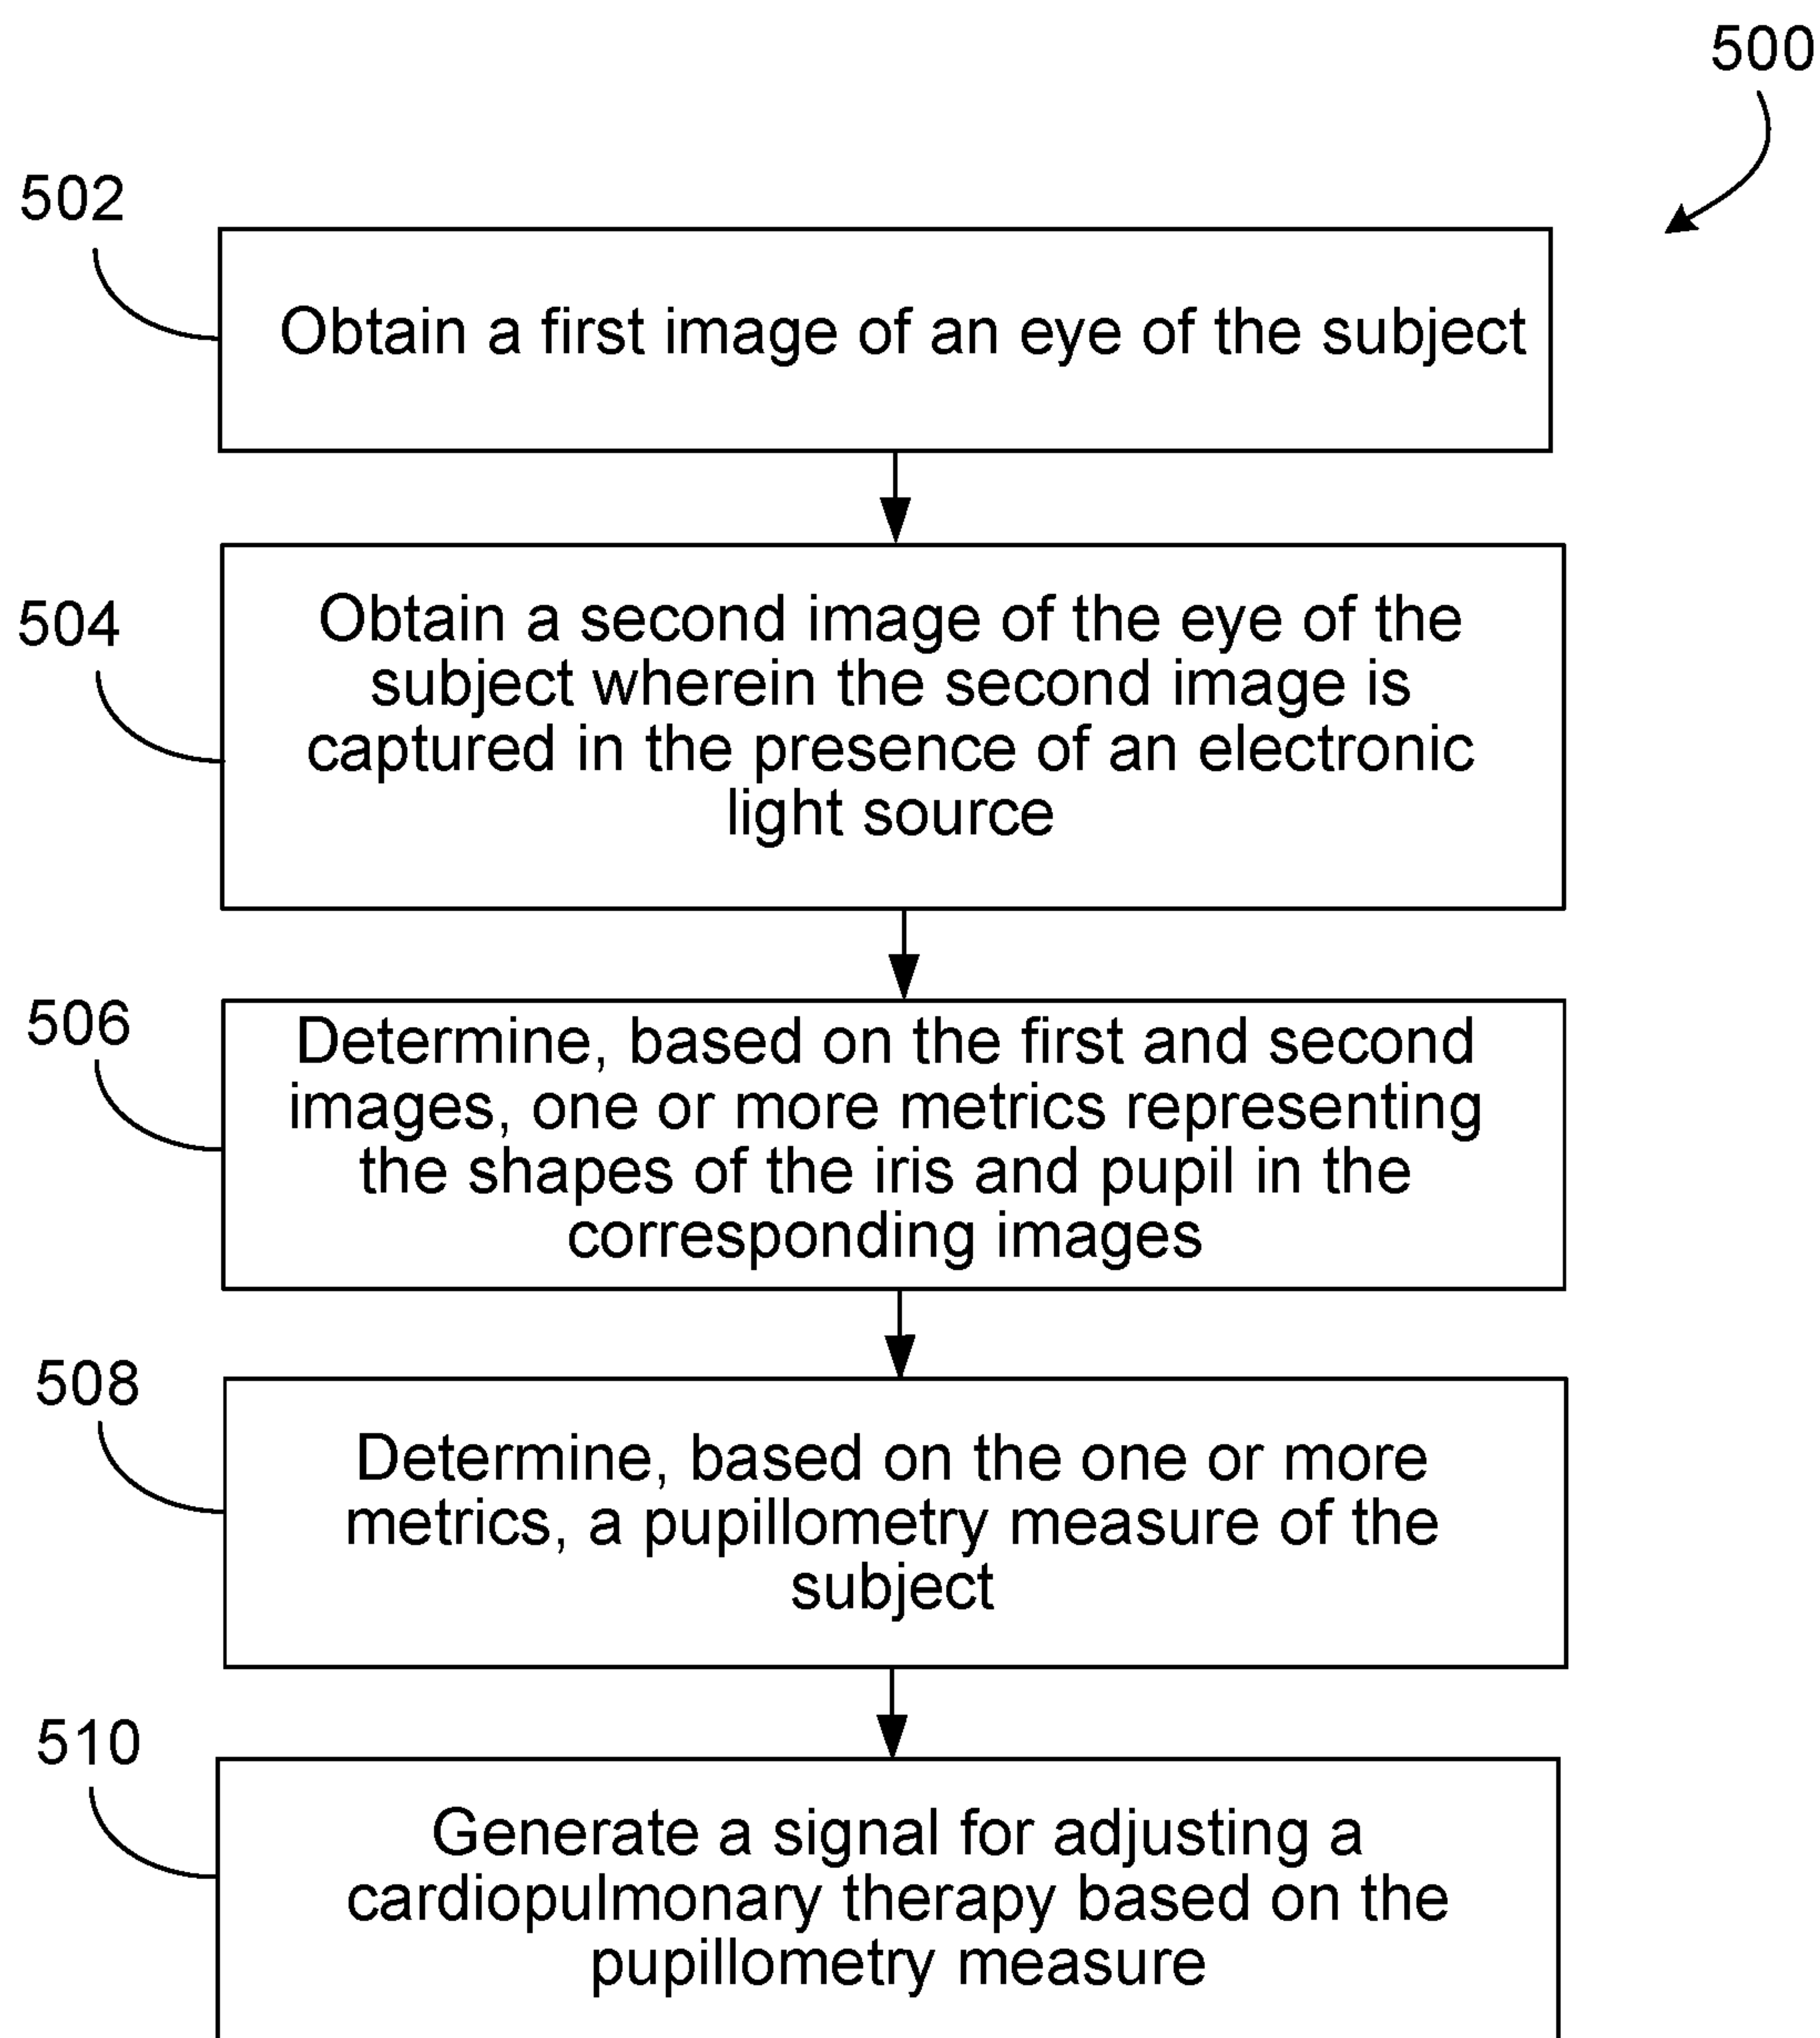 500
502
Obtain a first image of an eye of the subject
504
Obtain a second image of the eye of the
subject wherein the second image is
captured in the presence of an electronic
light source
506
Determine, based on the first and second
images, one or more metrics representing
the shapes of the iris and pupil in the
corresponding images
508
Determine, based on the one or more
metrics, a pupillometry measure of the
subject
510
Generate a signal for adjusting a
cardiopulmonary therapy based on the
pupillometry measure